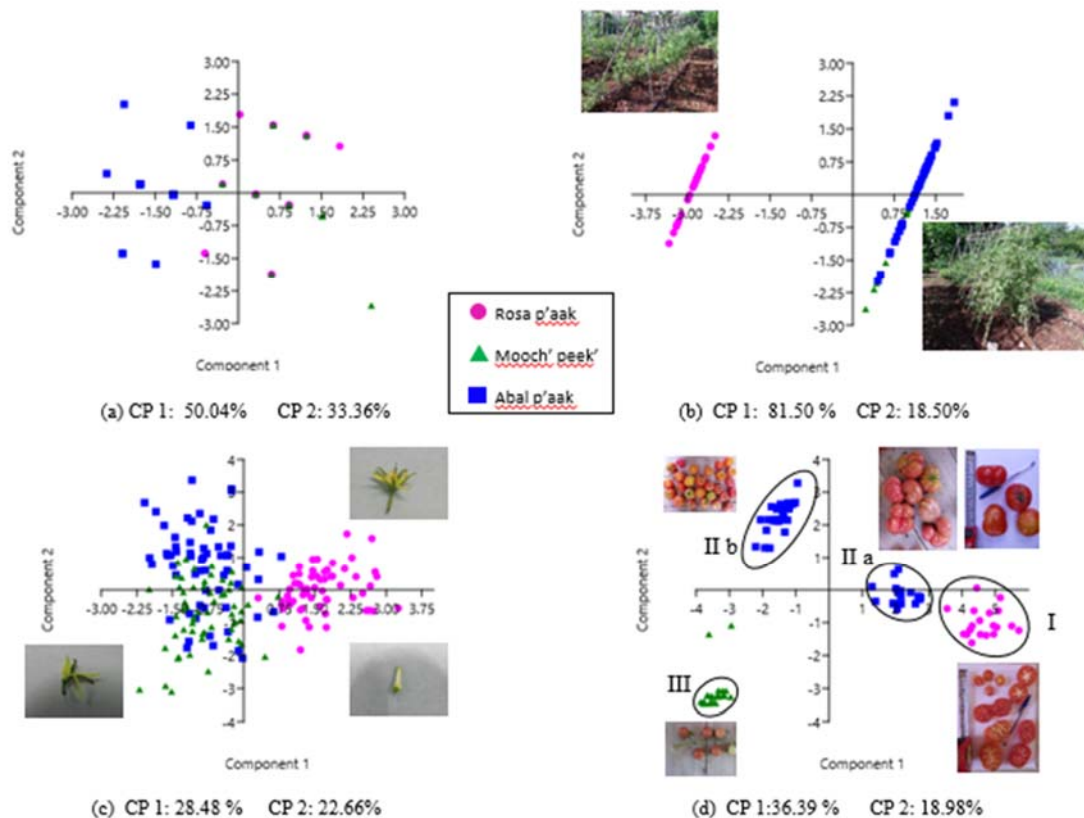 3.00
2.25
1.50
0.75
Component 2
-3.00 -2.25 -1.50 -0.75 0.75 1.50 2.25 3.00
-0.75
-1.50
-2.25
-3.00
Component 1
(a) CP 1: 50.04% CP 2: 33.36%
3.00
2.25
1.50
0.75
Component 2
-3.75 -3.00 0.75 1.50
-0.75
-1.50
-2.25
-3.00
Component 1
(b) CP 1: 81.50 % CP 2: 18.50%
Rosa p'aak
Mooch' peek'
Abal p'aak
4
3
2
1
Component 2
-3.00 -2.25 -1.50 -0.75 0.75 1.50 2.25 3.00 3.75
-2
-3
-4
Component 1
(c) CP 1: 28.48 % CP 2: 22.66%
4
3
2
1
II b
II a
Component 2
-4 -3 -2 -1 1 4 5
I
-1
-2
-3
-4
III
Component 1
(d) CP 1:36.39 % CP 2: 18.98%